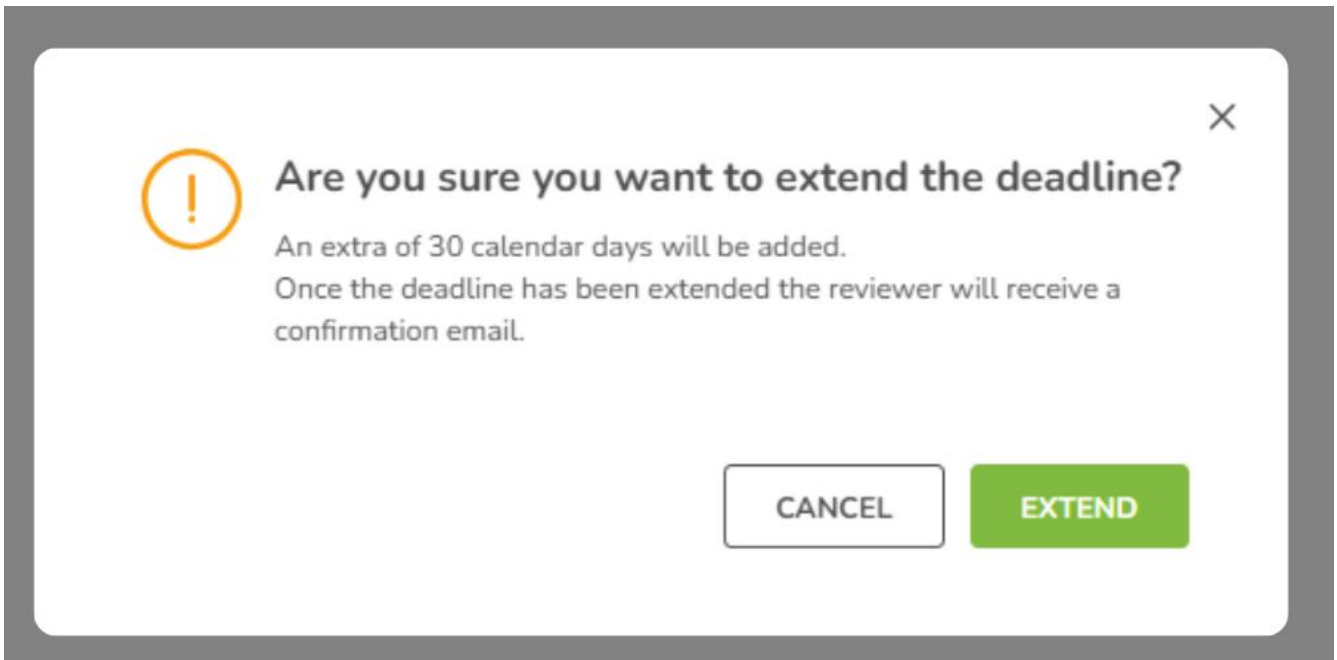 Are you sure you want to extend the deadline?
An extra of 30 calendar days will be added.
Once the deadline has been extended the reviewer will receive a
confirmation email.
CANCEL
EXTEND